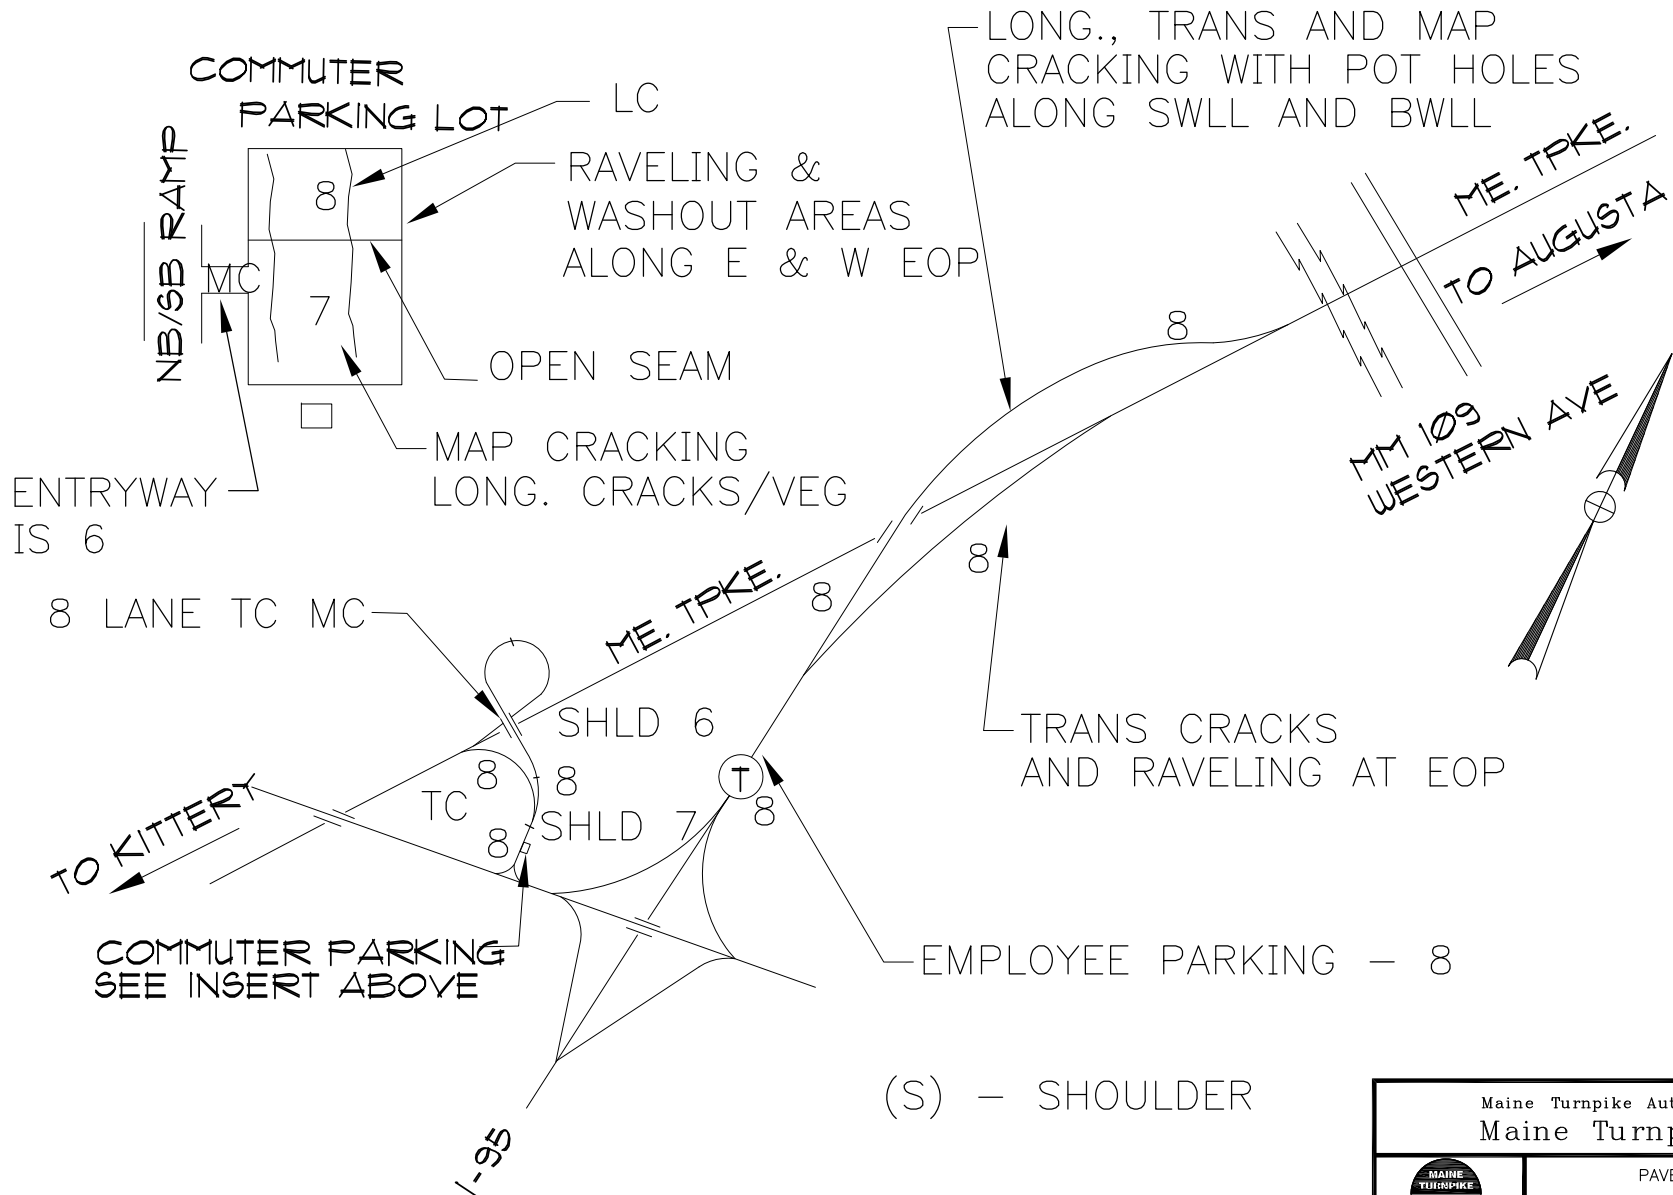 COMMUTER
PARKING LOT
LC
RAVELING &
WASHOUT AREAS
ALONG E & W EOP
NB/SB RAMP
8
MC
7
OPEN SEAM
MAP CRACKING
LONG. CRACKS/VEG
ENTRYWAY
IS 6
LONG., TRANS AND MAP
CRACKING WITH POT HOLES
ALONG SWLL AND BWLL
ME. TPKE.
TO AUGUSTA
8
MM 109
WESTERN AVE
8
8
8 LANE TC MC
ME. TPKE.
SHLD 6
TRANS CRACKS
AND RAVELING AT EOP
8
8
T
8
TC
SHLD 7
8
TO KITTERY
COMMUTER PARKING
SEE INSERT ABOVE
EMPLOYEE PARKING - 8
(S) - SHOULDER
I-95
Maine Turnpike
Maine
MAINE
TURNPIKE